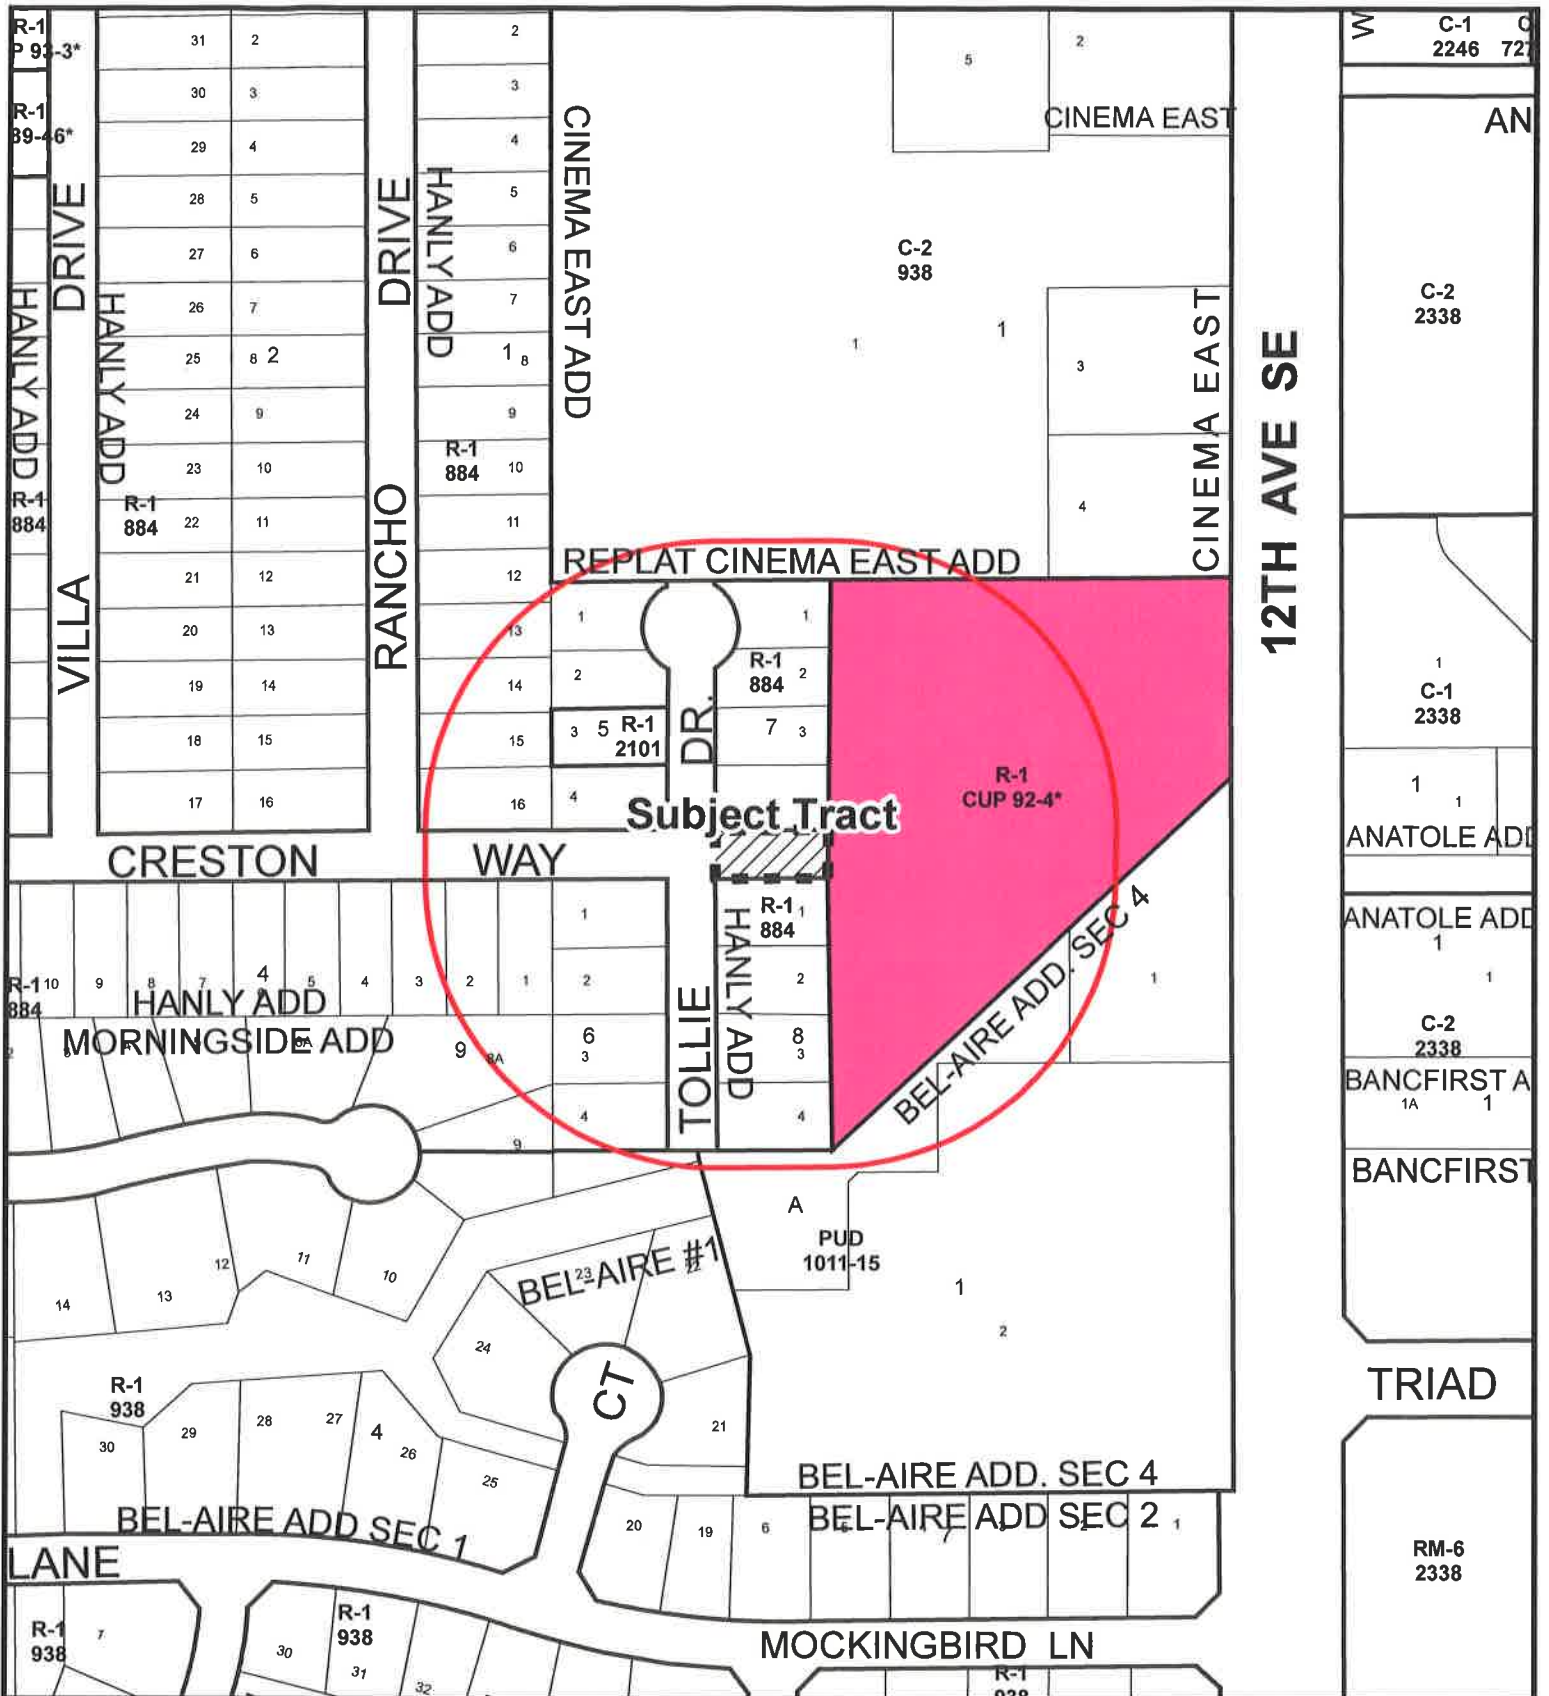 R-1
P 93-3*
R-1
89-46*
31
2
30
3
29
4
28
5
27
6
26
7
25
8
2
24
9
23
10
22
11
21
12
20
13
19
14
18
15
17
16
DRIVE
VILLA
HANLY ADD
HANLY ADD
R-1
884
R-1
884
DRIVE
RANCHO
HANLY ADD
2
3
4
5
6
7
1
8
9
R-1
884
10
11
12
13
14
15
16
CINEMA EAST ADD
5
2
CINEMA EAST
C-2
938
1
1
3
4
CINEMA EAST
12TH AVE SE
C-1
2246
727
AN
C-2
2338
1
C-1
2338
1
1
ANATOLE ADD
ANATOLE ADD
1
1
C-2
2338
BANCFIRST A
1A
1
BANCFIRST
TRIAD
RM-6
2338
REPLAT CINEMA EAST ADD
1
2
3
5
R-1
2101
4
DR.
1
R-1
884
2
7
3
Subject Tract
R-1
CUP 92-4*
CRESTON WAY
R-1
884
10
9
8
7
4
5
4
3
2
1
HANLY ADD
MORNINGSIDE ADD
9
8A
1
2
6
3
4
9
TOLLIE
HANLY ADD
R-1
884
1
2
8
3
4
BEL-AIRE ADD. SEC 4
1
A
PUD
1011-15
1
2
14
13
12
11
10
BEL-AIRE #1
23
24
CT
21
R-1
938
30
29
28
27
4
26
25
BEL-AIRE ADD SEC 1
BEL-AIRE ADD. SEC 4
BEL-AIRE ADD SEC 2
20
19
6
7
1
LANE
MOCKINGBIRD LN
R-1
938
30
R-1
938
31
32
R-1
938